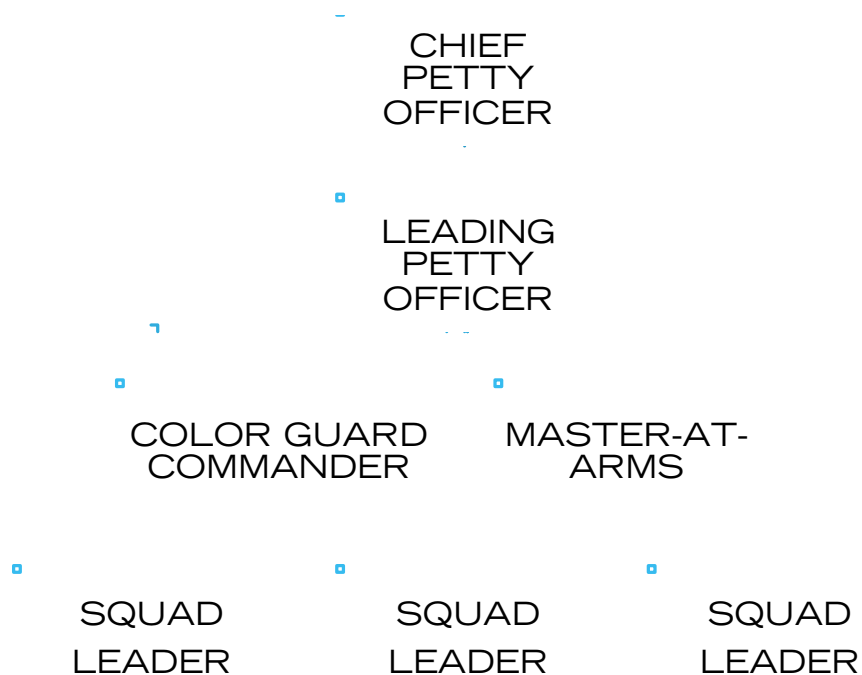 CHIEF
PETTY
OFFICER
LEADING
PETTY
OFFICER
COLOR GUARD
COMMANDER
MASTER-AT-
ARMS
SQUAD
LEADER
SQUAD
LEADER
SQUAD
LEADER